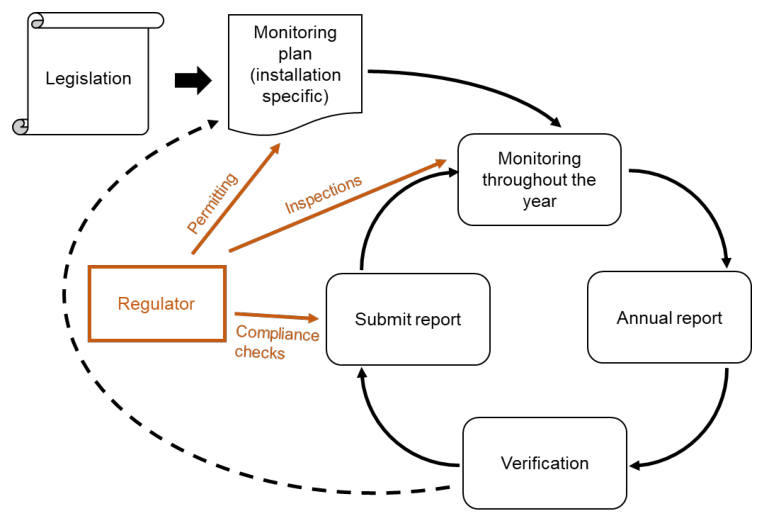 Legislation
Monitoring
plan
(installation
specific)
Monitoring
throughout the
year
Permitting
Inspections
Regulator
Compliance
checks
Submit report
Annual report
Verification